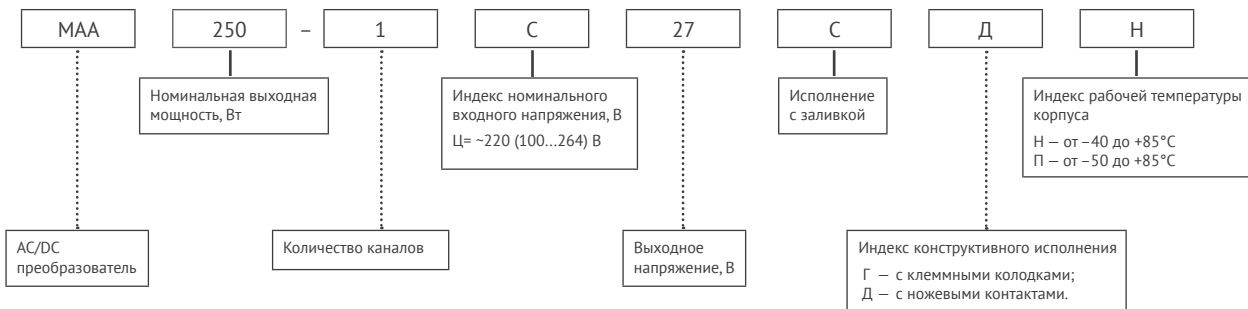 МАА 250 – 1 С 27 С Д Н
Номинальная выходная
мощность, Вт
Индекс номинального
входного напряжения, В
Ц= ~220 (100...264) В
Исполнение
с заливкой
Индекс рабочей температуры
корпуса
Н — от –40 до +85°С
П — от –50 до +85°С
AC/DC
преобразователь
Количество каналов
Выходное
напряжение, В
Индекс конструктивного исполнения
Г — с клеммными колодками;
Д — с ножевыми контактами.